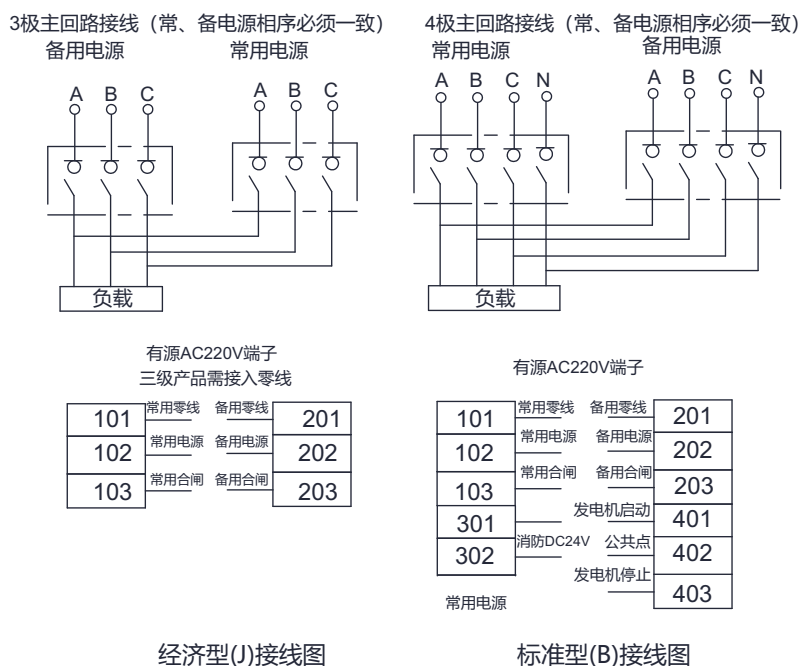 3极主回路接线（常、备电源相序必须一致）
备用电源 常用电源
A B C A B C
负载
4极主回路接线（常、备电源相序必须一致）
常用电源 备用电源
A B C N A B C N
负载
有源AC220V端子
三级产品需接入零线
101 常用零线 备用零线 201
102 常用电源 备用电源 202
103 常用合闸 备用合闸 203
经济型(J)接线图
有源AC220V端子
101 常用零线 备用零线 201
102 常用电源 备用电源 202
103 常用合闸 备用合闸 203
301 发电机启动 401
302 消防DC24V 公共点 402
发电机停止 403
常用电源
标准型(B)接线图